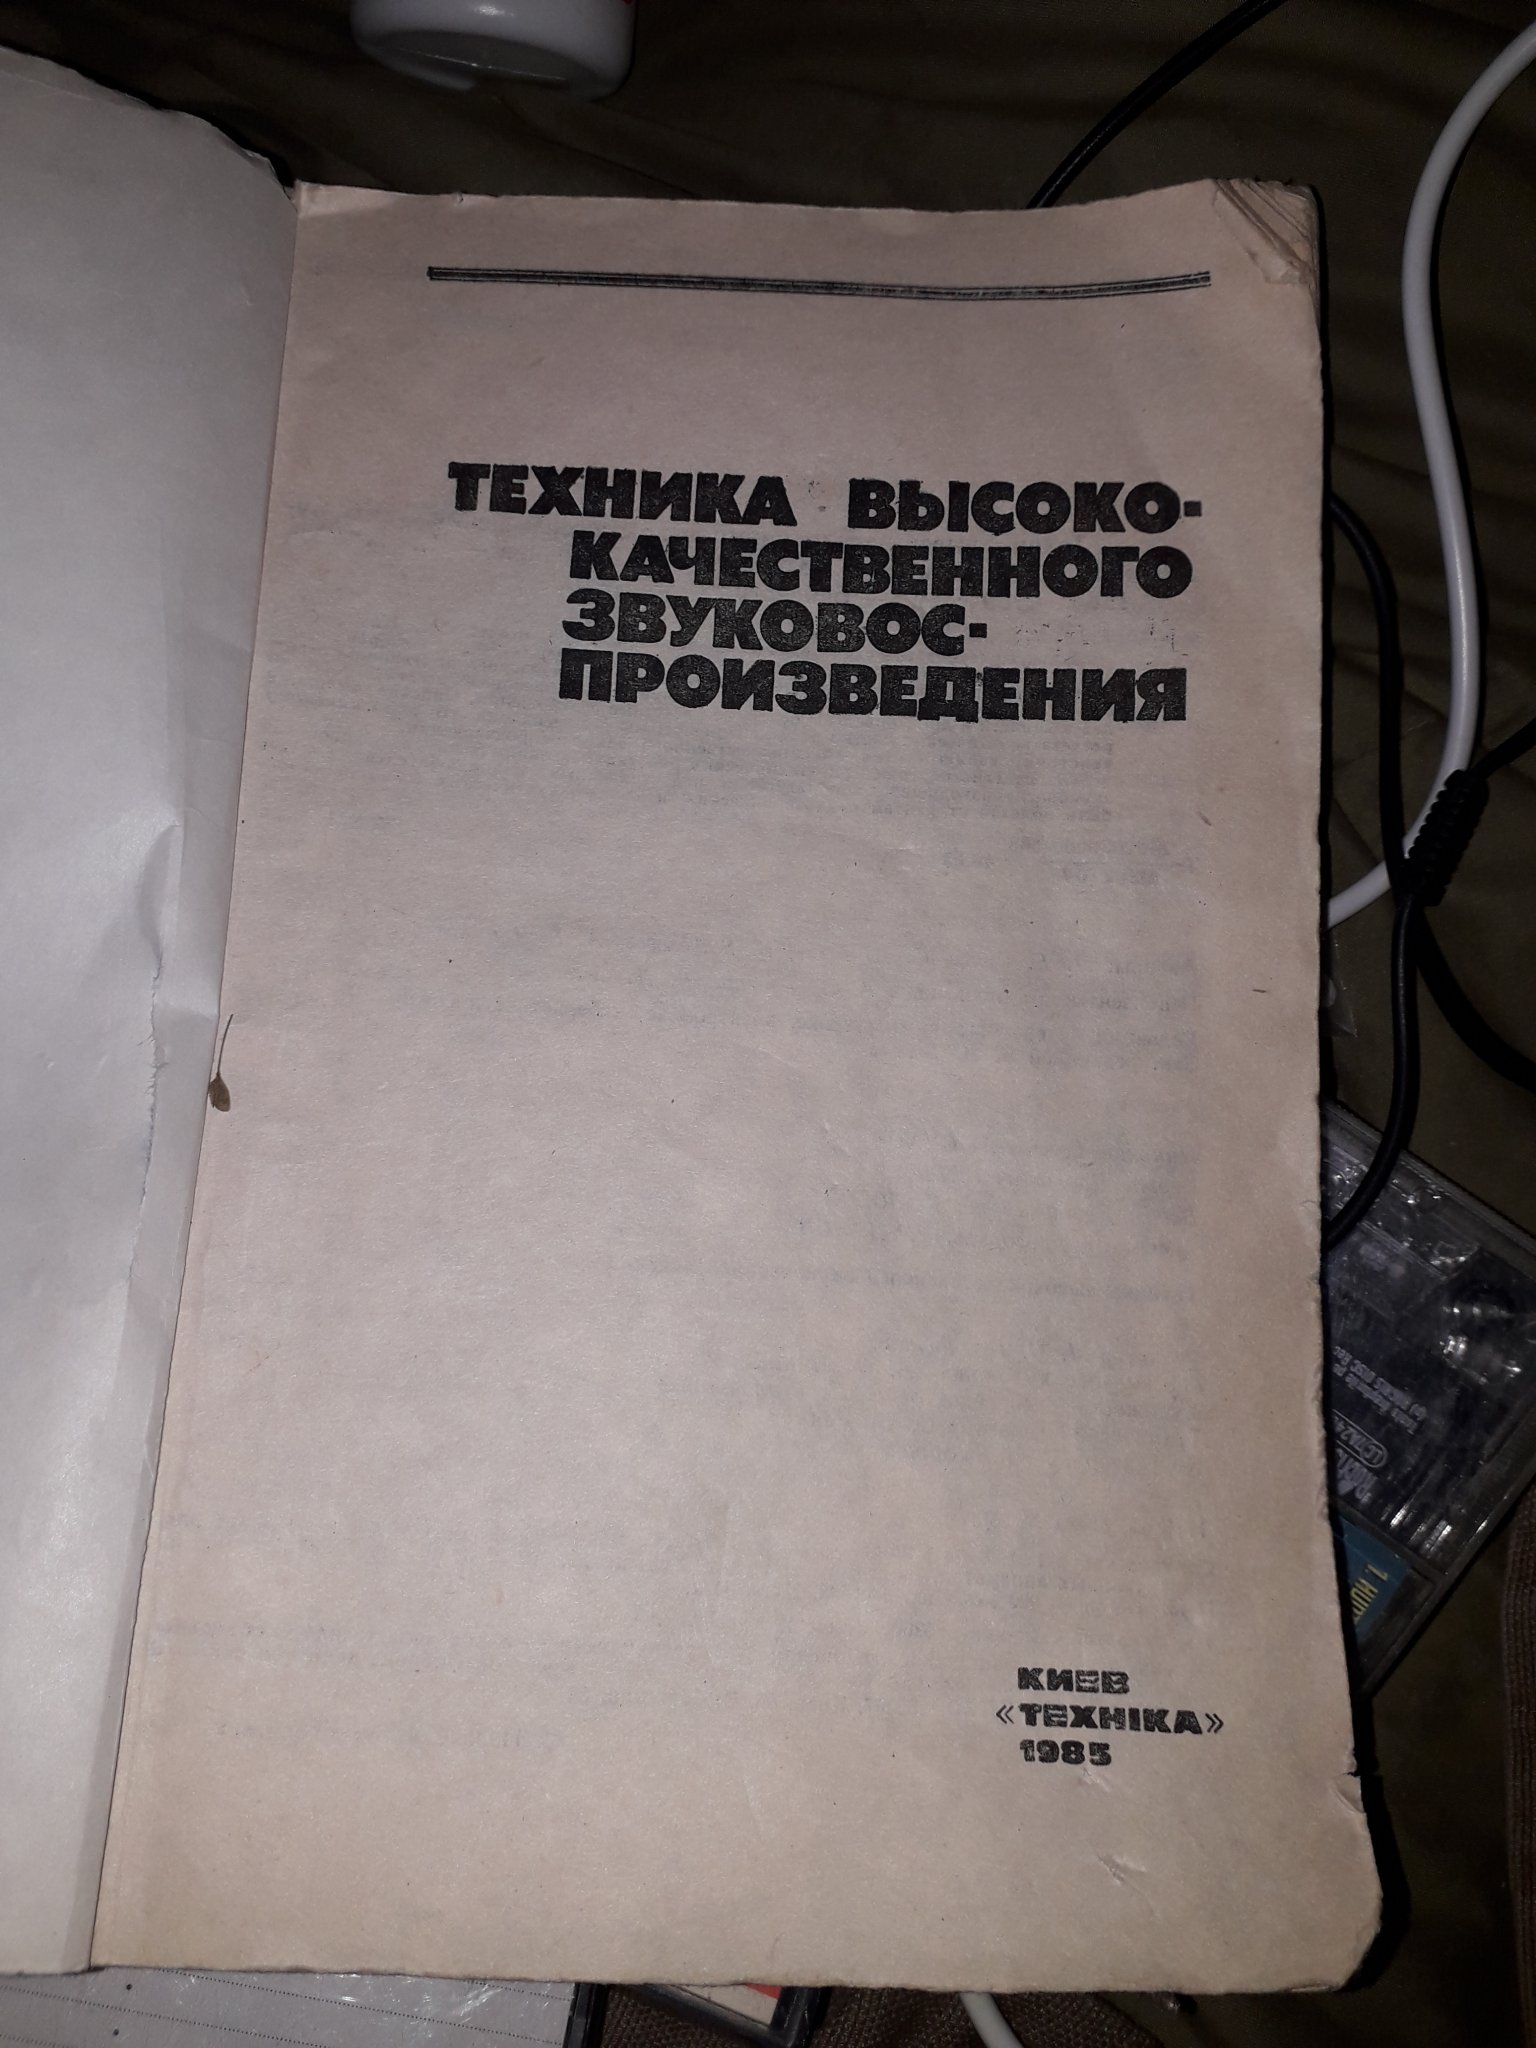 ТЕХНИКА ВЫСОКО-
КАЧЕСТВЕННОГО
ЗВУКОВОС-
ПРОИЗВЕДЕНИЯ
КИЕВ
«ТЕХНІКА»
1985